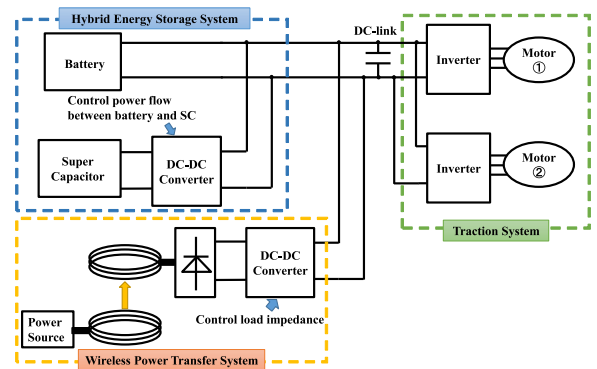 Hybrid Energy Storage System
DC-link
Battery
Inverter
Motor
①
Control power flow
between battery and SC
Super
Capacitor
DC-DC
Converter
Inverter
Motor
②
Traction System
DC-DC
Converter
Control load impedance
Power
Source
Wireless Power Transfer System